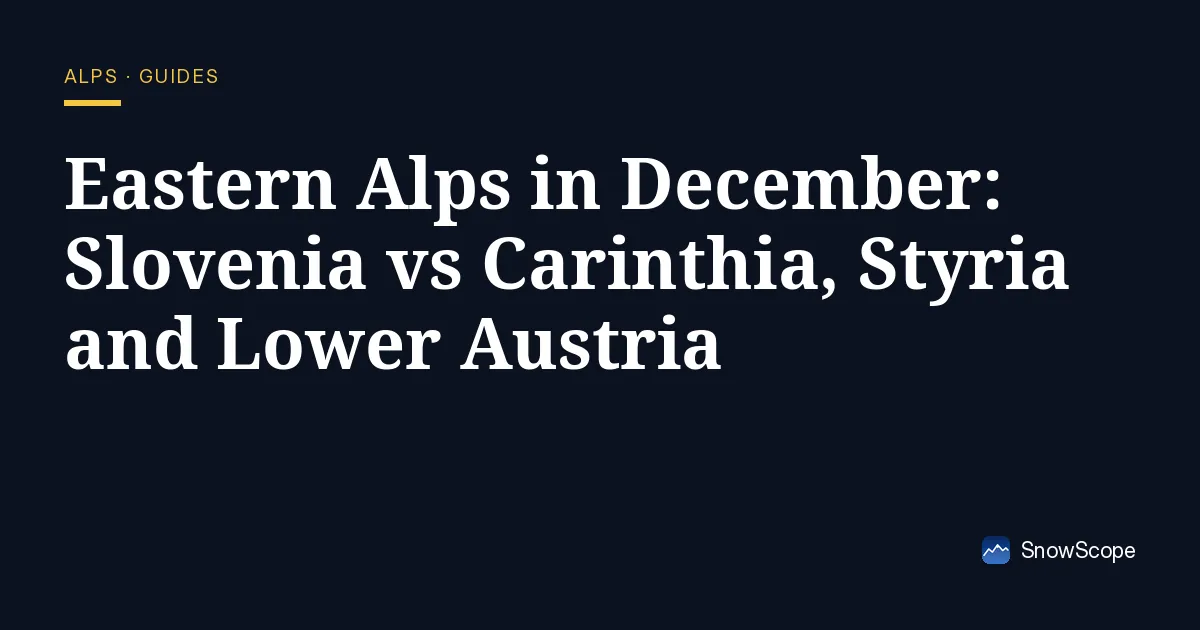 ALPS · GUIDES
Eastern Alps in December:
Slovenia vs Carinthia, Styria
and Lower Austria
SnowScope